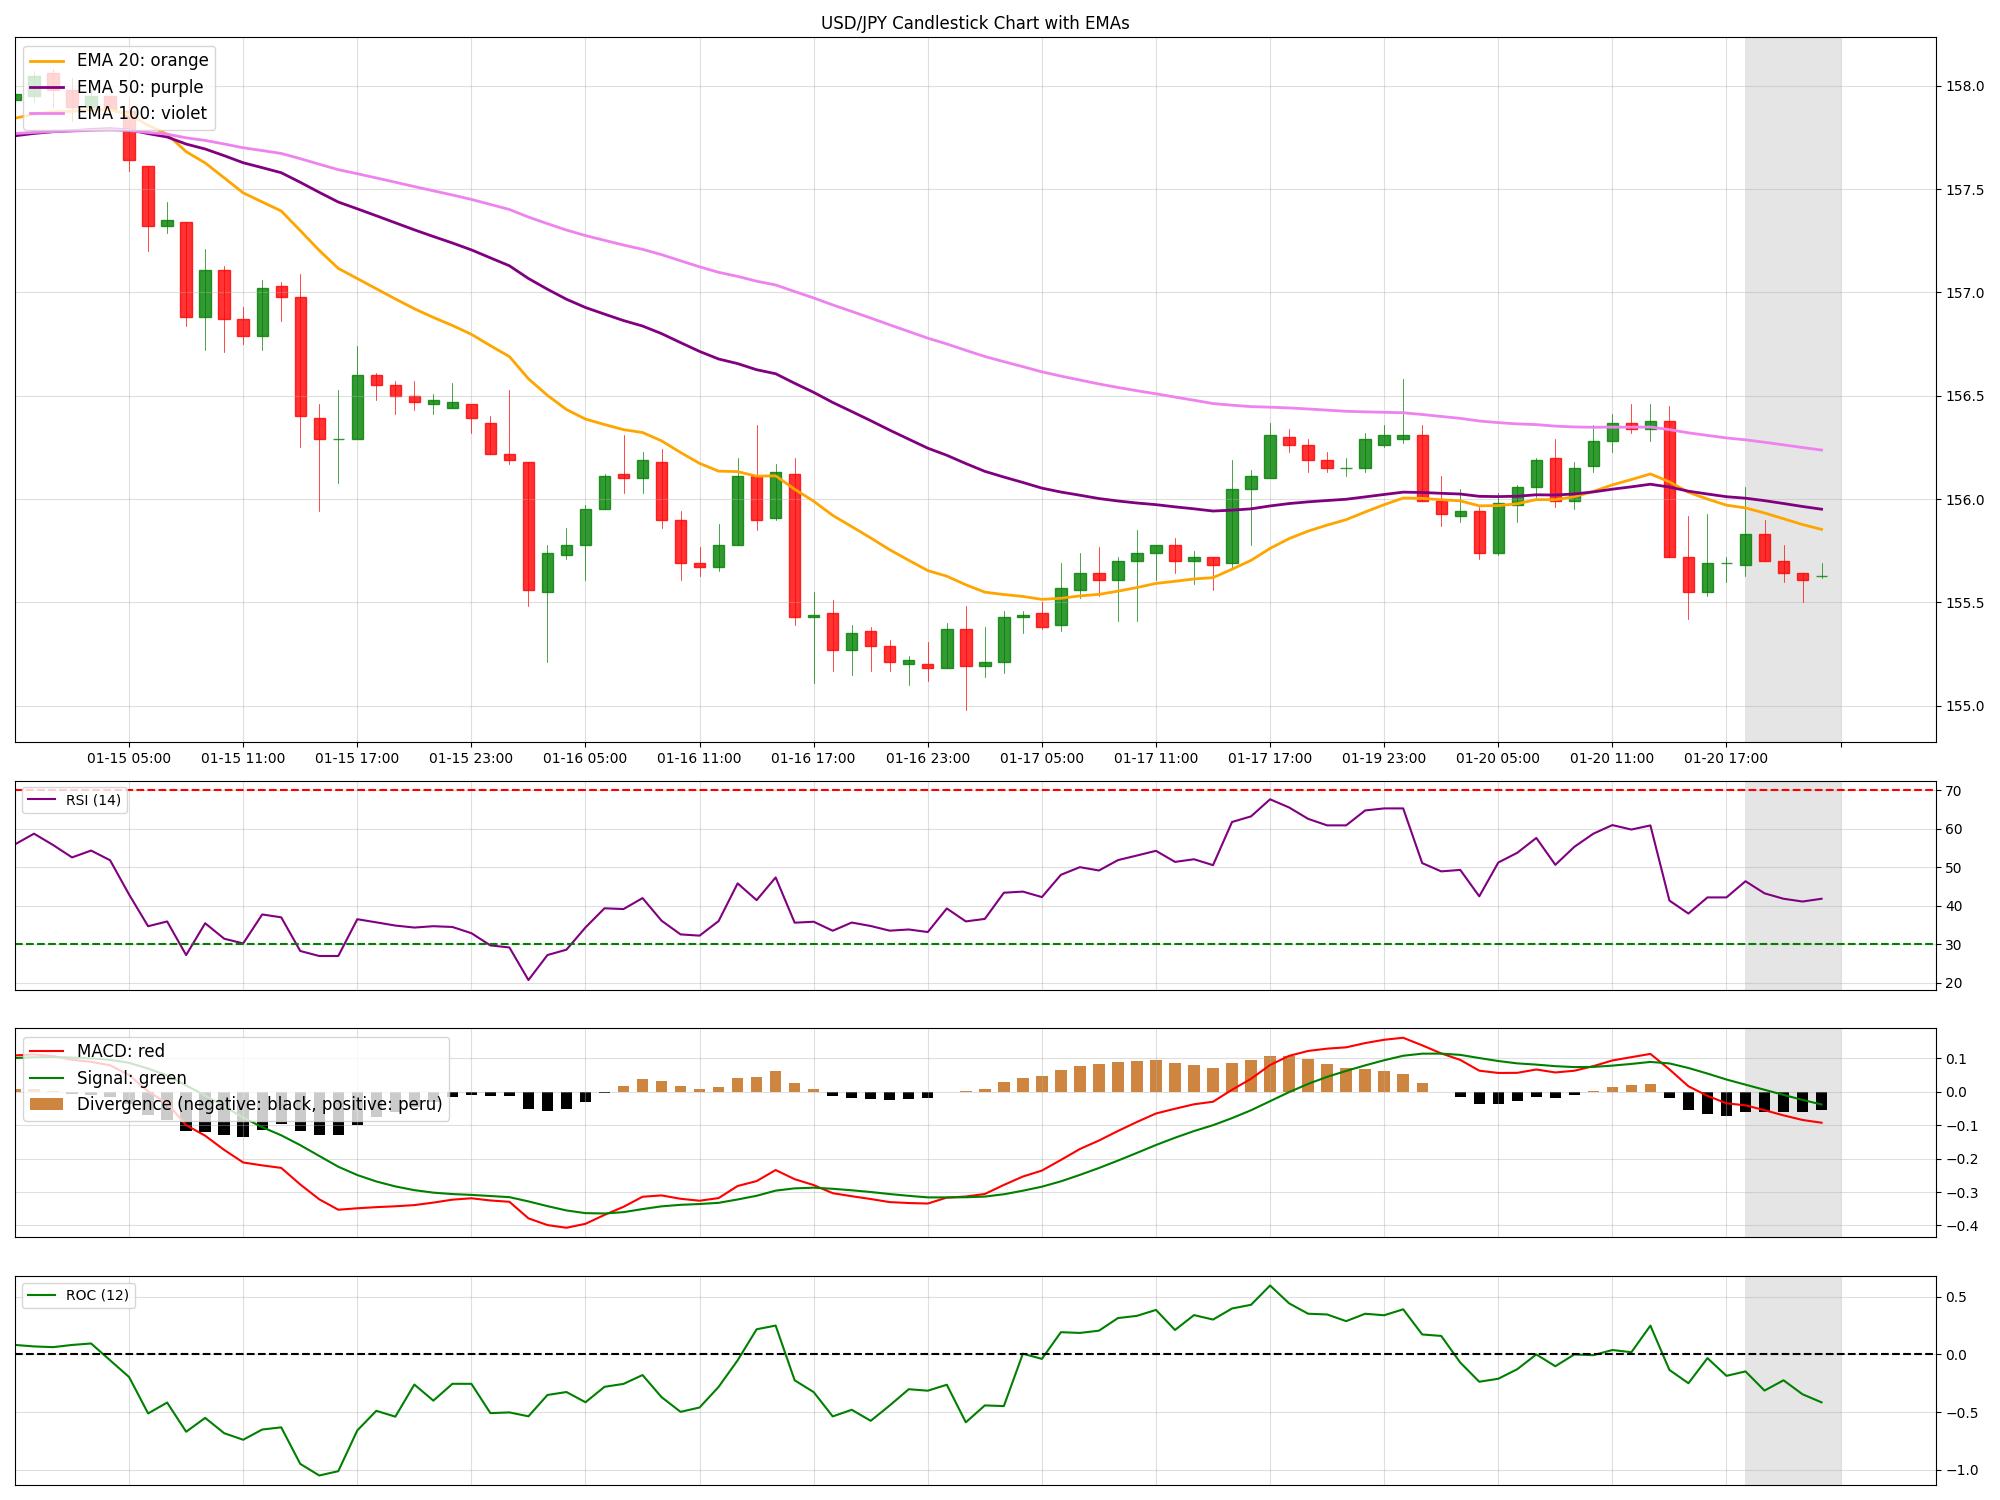 USD/JPY Candlestick Chart with EMAs
EMA 20: orange
EMA 50: purple
EMA 100: violet
158.0
157.5
157.0
156.5
156.0
155.5
155.0
01-15 05:00 01-15 11:00 01-15 17:00 01-15 23:00 01-16 05:00 01-16 11:00 01-16 17:00 01-16 23:00 01-17 05:00 01-17 11:00 01-17 17:00 01-19 23:00 01-20 05:00 01-20 11:00 01-20 17:00
RSI (14)
70
60
50
40
30
20
MACD: red
Signal: green
Divergence (negative: black, positive: peru)
0.1
0.0
−0.1
−0.2
−0.3
−0.4
ROC (12)
0.5
0.0
−0.5
−1.0